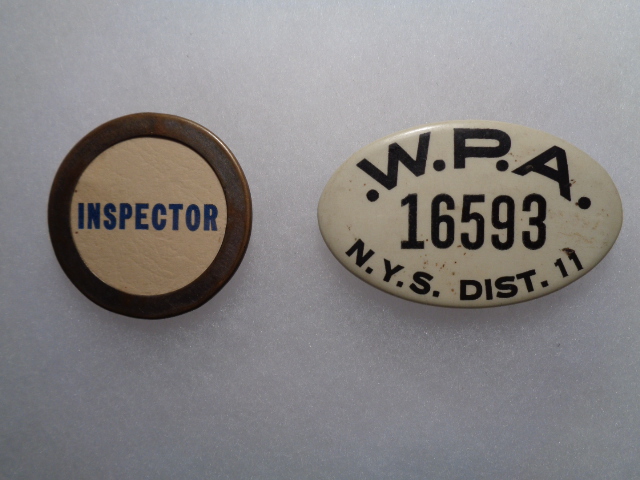 INSPECTOR
.W.P.A.
16593
N.Y.S. DIST. 11